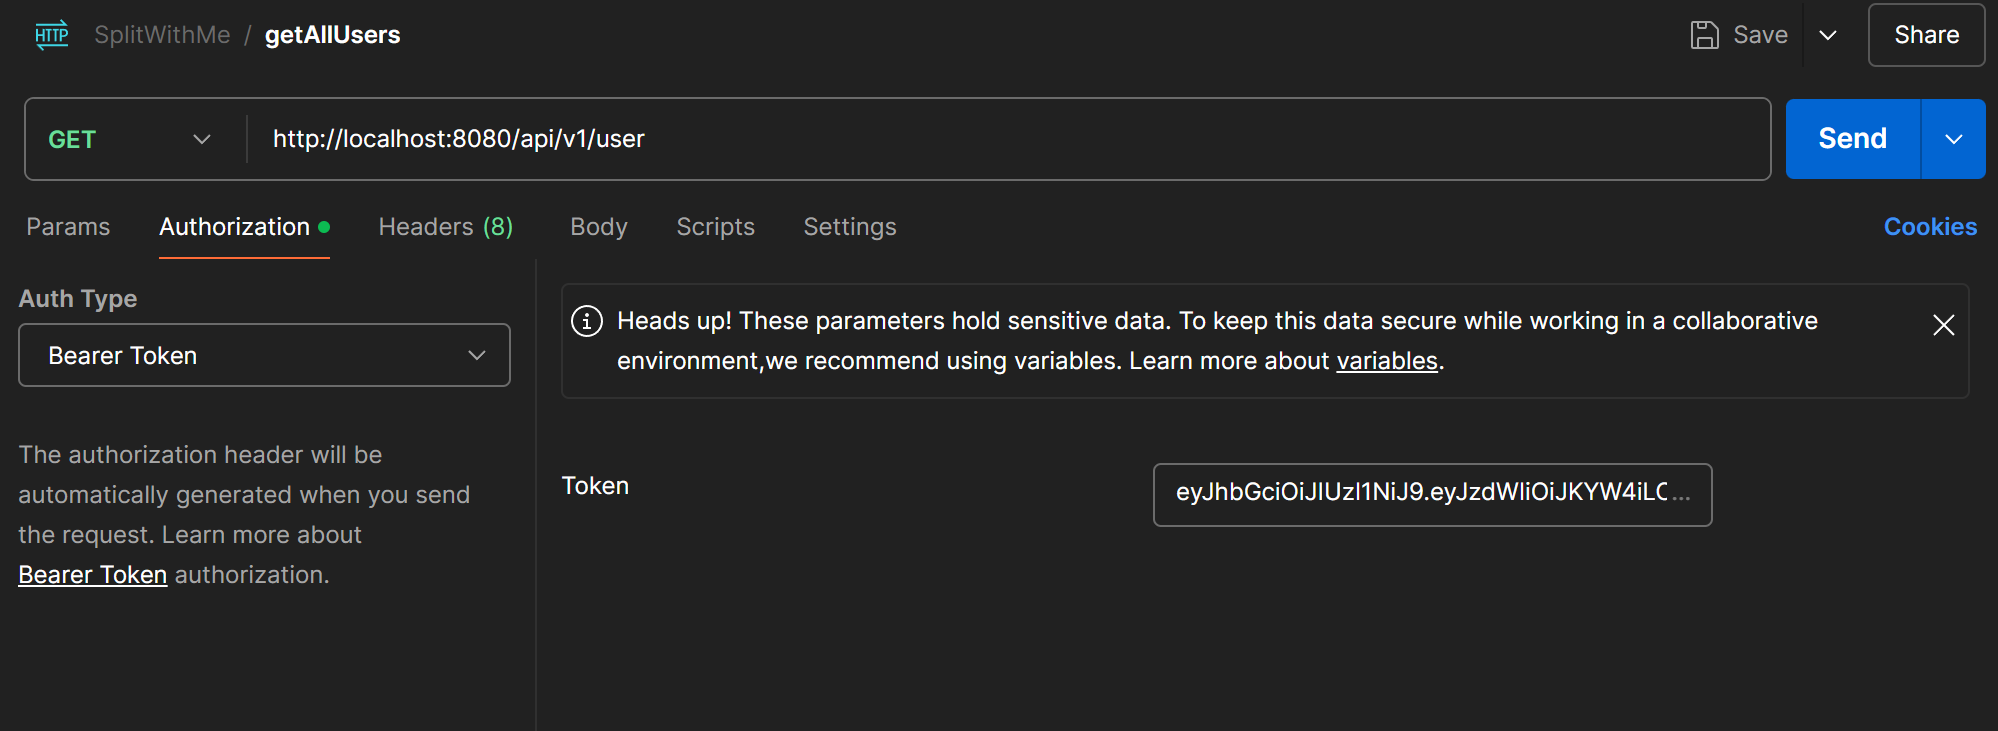 HTTP SplitWithMe / getAllUsers Save Share
GET http://localhost:8080/api/v1/user Send
Params Authorization Headers (8) Body Scripts Settings Cookies
Auth Type
Bearer Token
The authorization header will be
automatically generated when you send
the request. Learn more about
Bearer Token authorization.
Heads up! These parameters hold sensitive data. To keep this data secure while working in a collaborative
environment,we recommend using variables. Learn more about variables.
Token
eyJhbGciOiJIUzI1NiJ9.eyJzdWIiOiJKYW4iLC...